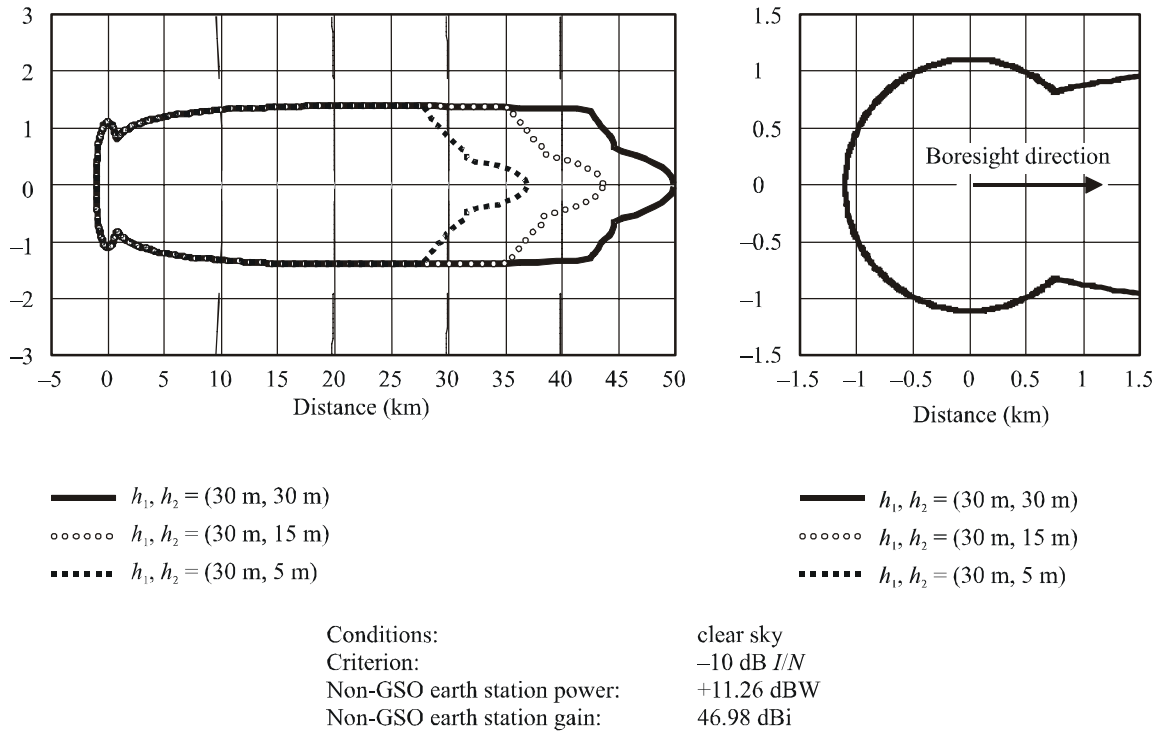 3
2
1
0
–1
–2
–3
–5 0 5 10 15 20 25 30 35 40 45 50
Distance (km)
1.5
1
0.5
0
–0.5
–1
–1.5
Boresight direction
–1.5 –1 –0.5 0 0.5 1 1.5
Distance (km)
h₁, h₂ = (30 m, 30 m)
h₁, h₂ = (30 m, 15 m)
h₁, h₂ = (30 m, 5 m)
h₁, h₂ = (30 m, 30 m)
h₁, h₂ = (30 m, 15 m)
h₁, h₂ = (30 m, 5 m)
Conditions: clear sky
Criterion: –10 dB I/N
Non-GSO earth station power: +11.26 dBW
Non-GSO earth station gain: 46.98 dBi